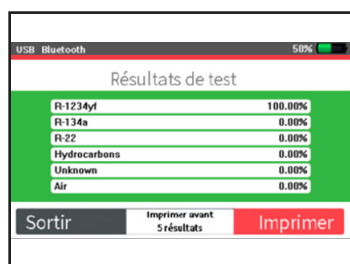 USB Bluetooth 50%
Résultats de test
R-1234yf 100.00%
R-134a 0.00%
R-22 0.00%
Hydrocarbons 0.00%
Unknown 0.00%
Air 0.00%
Sortir
Imprimer avant
5 résultats
Imprimer